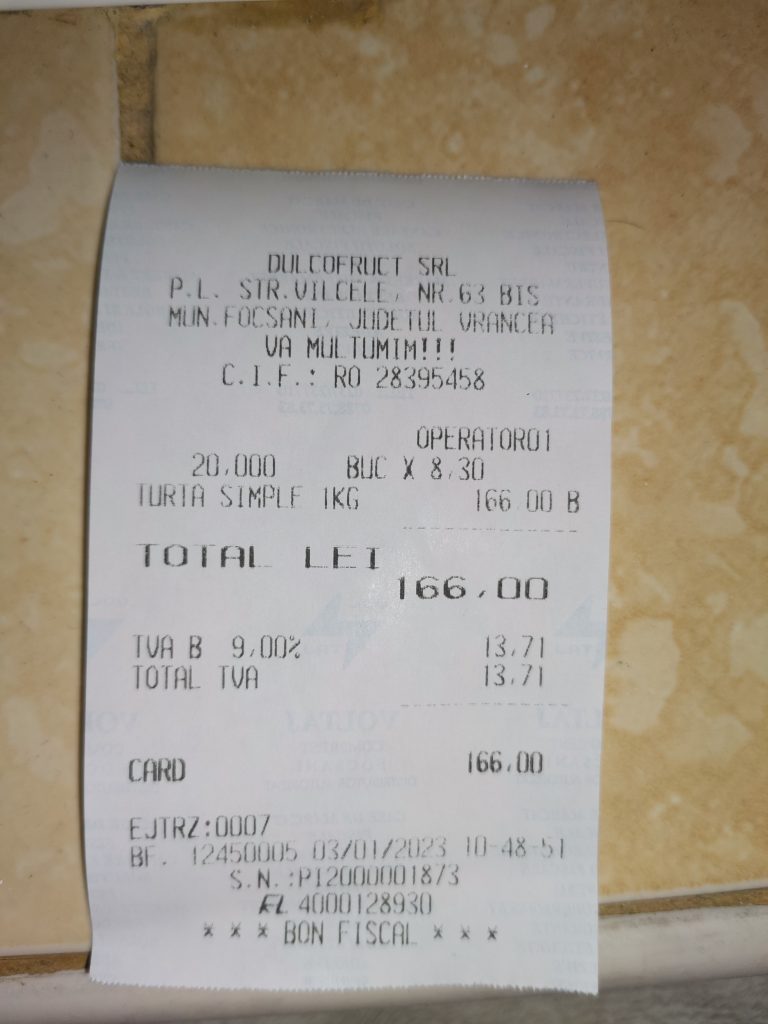 DULCOFRUCT SRL
P.L. STR.VILCELE, NR.63 BIS
MUN.FOCSANI, JUDETUL VRANCEA
VA MULTUMIM!!!
C.I.F.: RO 28395458
OPERATOR01
20,000 BUC X 8,30
TURTA SIMPLE 1KG 166,00 B
TOTAL LEI
166,00
TVA B 9,00% 13,71
TOTAL TVA 13,71
CARD 166,00
EJTRZ:0007
BF. 12450005 03/01/2023 10-48-51
S.N.:PI2000001873
4000128930
* * * BON FISCAL * * *